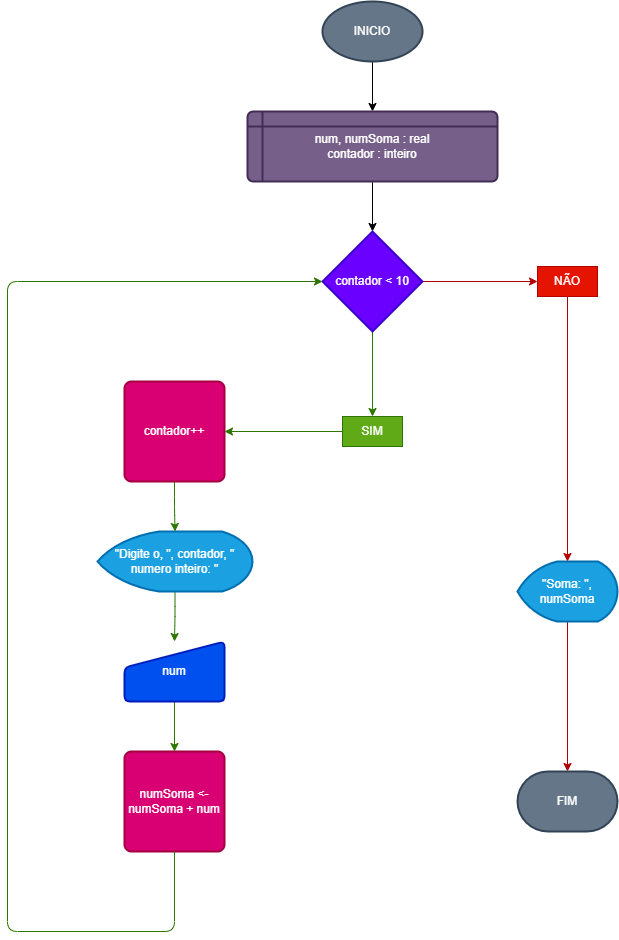 INICIO
num, numSoma : real
contador : inteiro
contador < 10
NÃO
SIM
contador++
"Digite o, ", contador, "
numero inteiro: "
num
numSoma <-
numSoma + num
"Soma: ",
numSoma
FIM